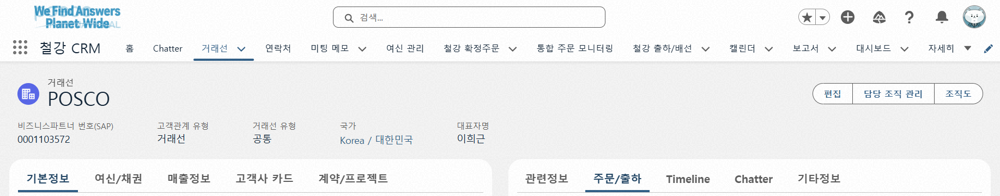 We Find Answers
Planet Wide
검색...
철강 CRM
홈
Chatter
거래선
연락처
미팅 메모
여신 관리
철강 확정주문
통합 주문 모니터링
철강 출하/배선
캘린더
보고서
대시보드
자세히
거래선
POSCO
편집
담당 조직 관리
조직도
비즈니스파트너 번호(SAP)
고객관계 유형
거래선 유형
국가
대표자명
0001103572
거래선
공통
Korea / 대한민국
이희근
기본정보
여신/채권
매출정보
고객사 카드
계약/프로젝트
관련정보
주문/출하
Timeline
Chatter
기타정보